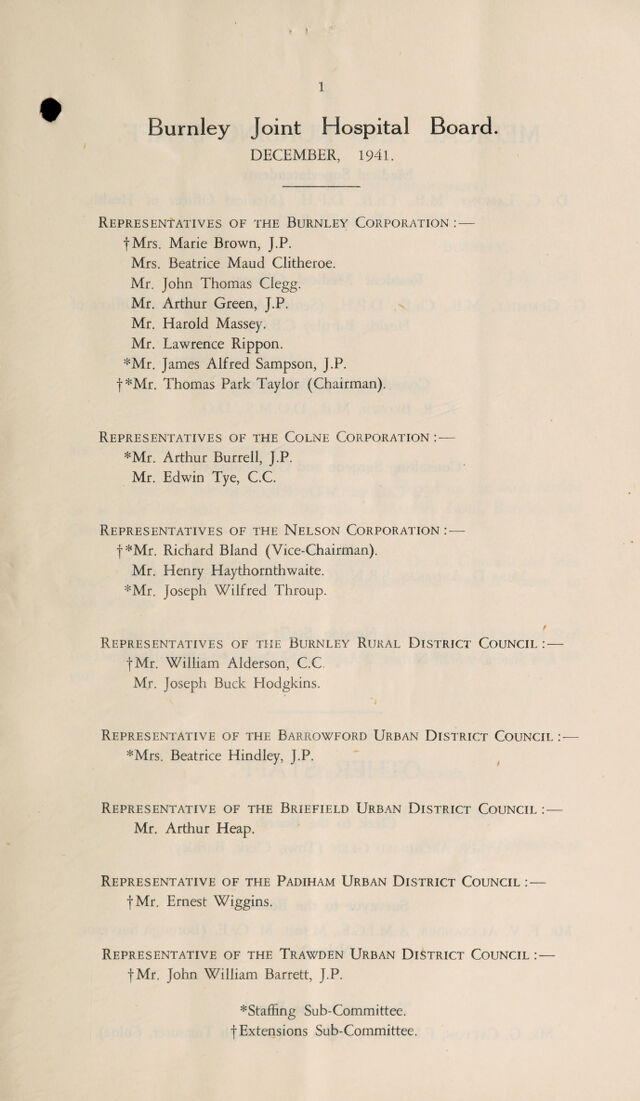 1
Burnley Joint Hospital Board.
DECEMBER, 1941.
Representatives of the Burnley Corporation :—
†Mrs. Marie Brown, J.P.
Mrs. Beatrice Maud Clitheroe.
Mr. John Thomas Clegg.
Mr. Arthur Green, J.P.
Mr. Harold Massey.
Mr. Lawrence Rippon.
*Mr. James Alfred Sampson, J.P.
†*Mr. Thomas Park Taylor (Chairman).
Representatives of the Colne Corporation :—
*Mr. Arthur Burrell, J.P.
Mr. Edwin Tye, C.C.
Representatives of the Nelson Corporation :—
†*Mr. Richard Bland (Vice-Chairman).
Mr. Henry Haythornthwaite.
*Mr. Joseph Wilfred Throup.
Representatives of the Burnley Rural District Council :—
†Mr. William Alderson, C.C.
Mr. Joseph Buck Hodgkins.
Representative of the Barrowford Urban District Council :—
*Mrs. Beatrice Hindley, J.P.
Representative of the Briefield Urban District Council :—
Mr. Arthur Heap.
Representative of the Padiham Urban District Council :—
†Mr. Ernest Wiggins.
Representative of the Trawden Urban District Council :—
†Mr. John William Barrett, J.P.
*Staffing Sub-Committee.
†Extensions Sub-Committee.